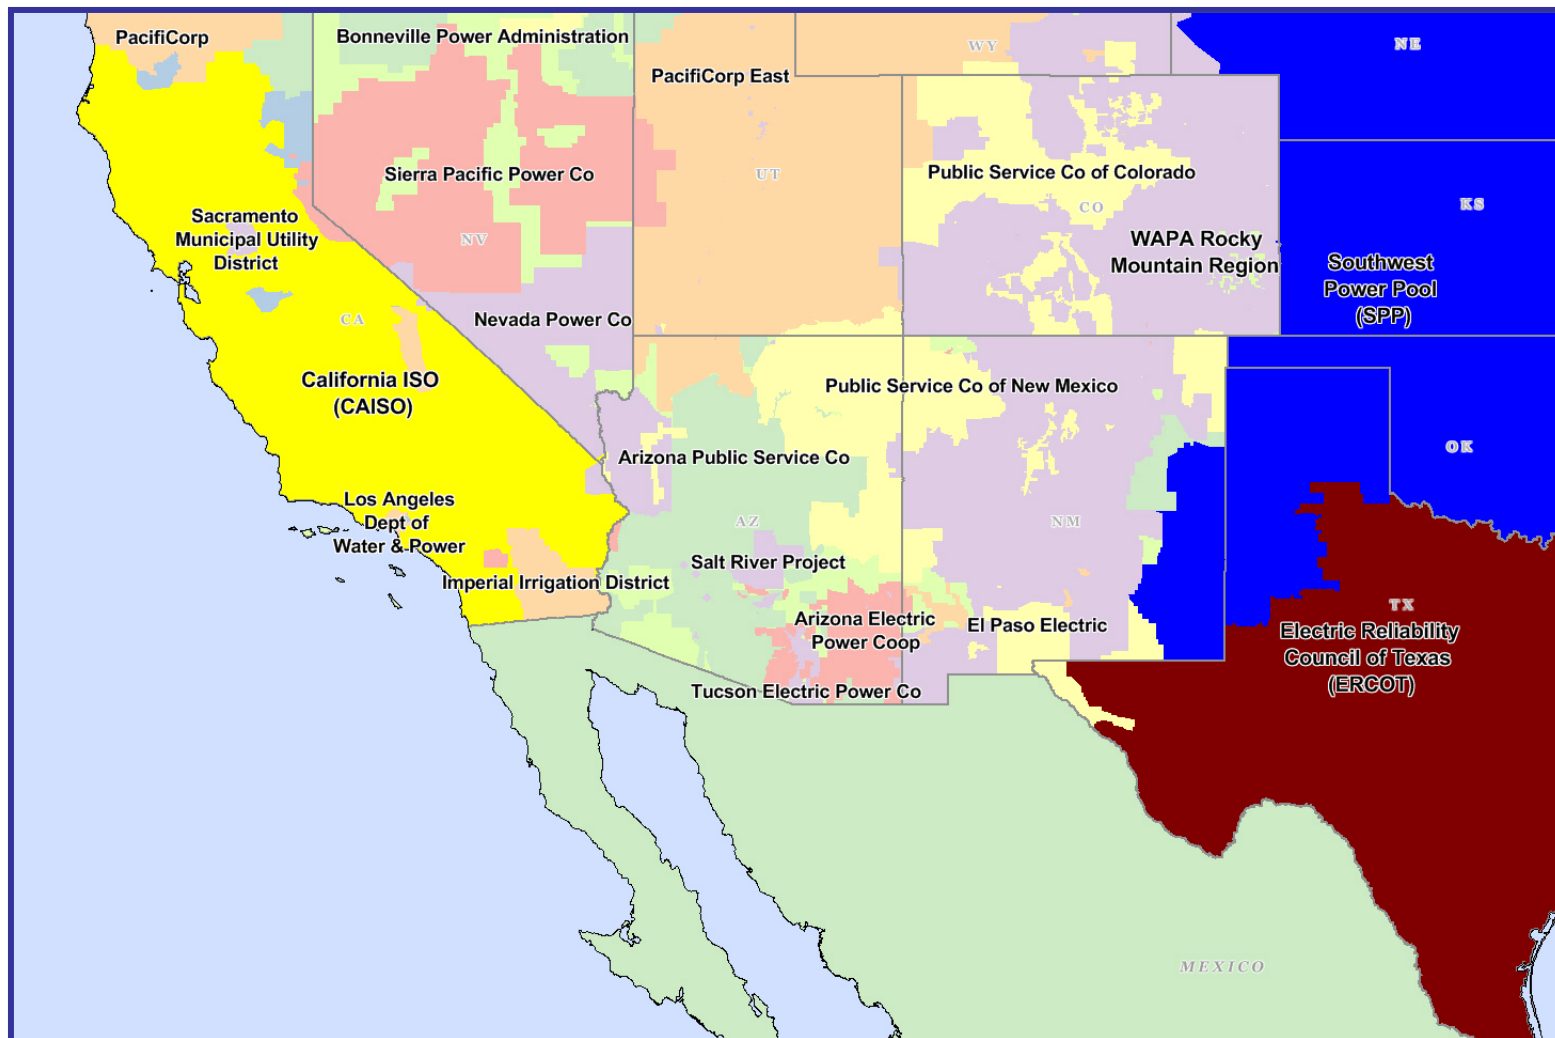 PacifiCorp
Bonneville Power Administration
WY
NE
PacifiCorp East
Sierra Pacific Power Co
UT
Public Service Co of Colorado
CO
KS
Sacramento
Municipal Utility
District
NV
WAPA Rocky
Mountain Region
Southwest
Power Pool
(SPP)
CA
Nevada Power Co
California ISO
(CAISO)
Public Service Co of New Mexico
Arizona Public Service Co
OK
Los Angeles
Dept of
Water & Power
AZ
NM
Salt River Project
Imperial Irrigation District
Arizona Electric
Power Coop
El Paso Electric
TX
Electric Reliability
Council of Texas
(ERCOT)
Tucson Electric Power Co
MEXICO